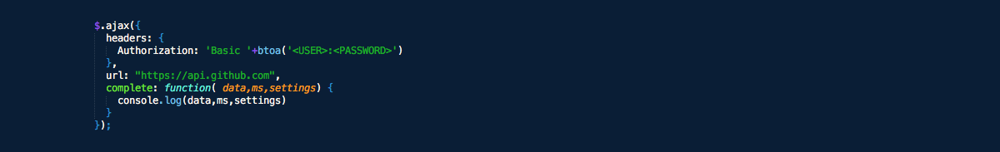 $.ajax({
headers: {
Authorization: 'Basic '+btoa('<USER>:<PASSWORD>')
},
url: "https://api.github.com",
complete: function( data,ms,settings) {
console.log(data,ms,settings)
}
});